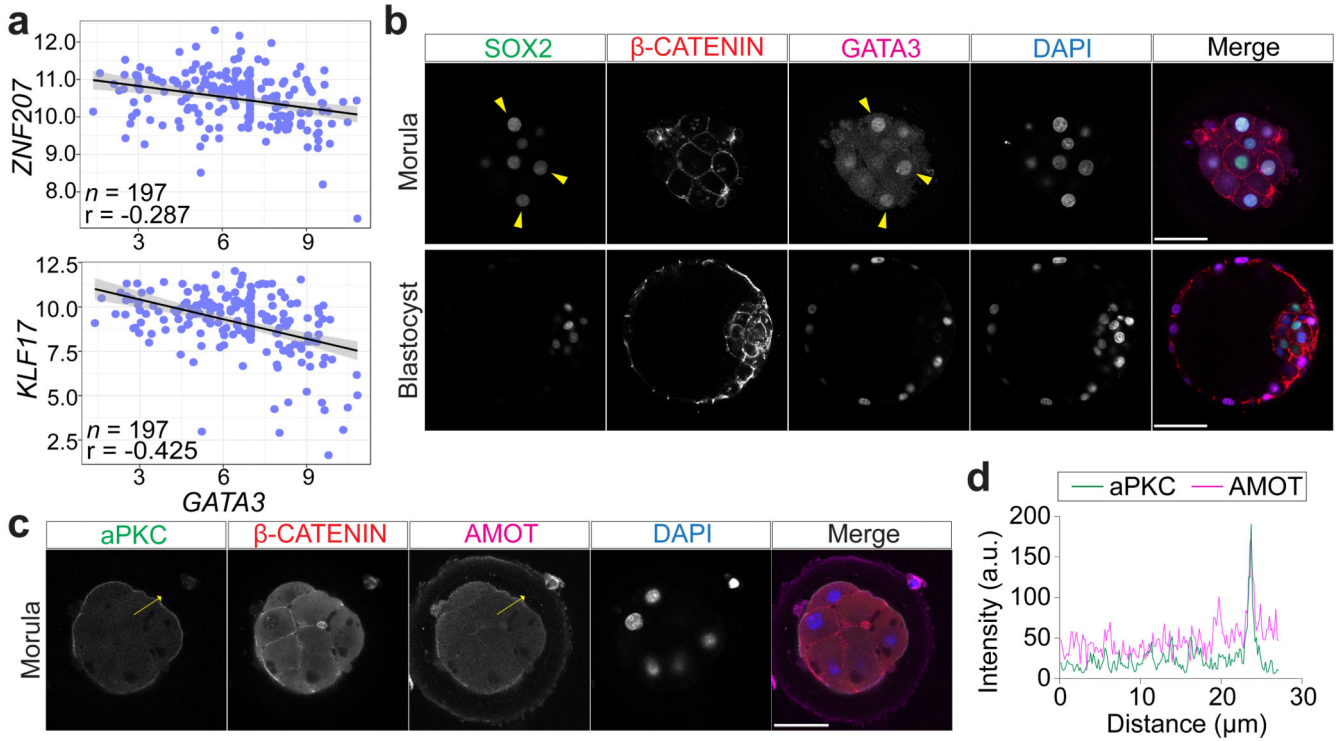 a
ZNF207
12.0
11.0
10.0
9.0
8.0
n = 197
r = -0.287
3 6 9
KLF17
12.5
10.0
7.5
5.0
2.5
n = 197
r = -0.425
3 6 9
GATA3
b
SOX2 β-CATENIN GATA3 DAPI Merge
Morula
Blastocyst
c
aPKC β-CATENIN AMOT DAPI Merge
Morula
d
aPKC AMOT
Intensity (a.u.)
200
150
100
50
0
0 10 20 30
Distance (μm)